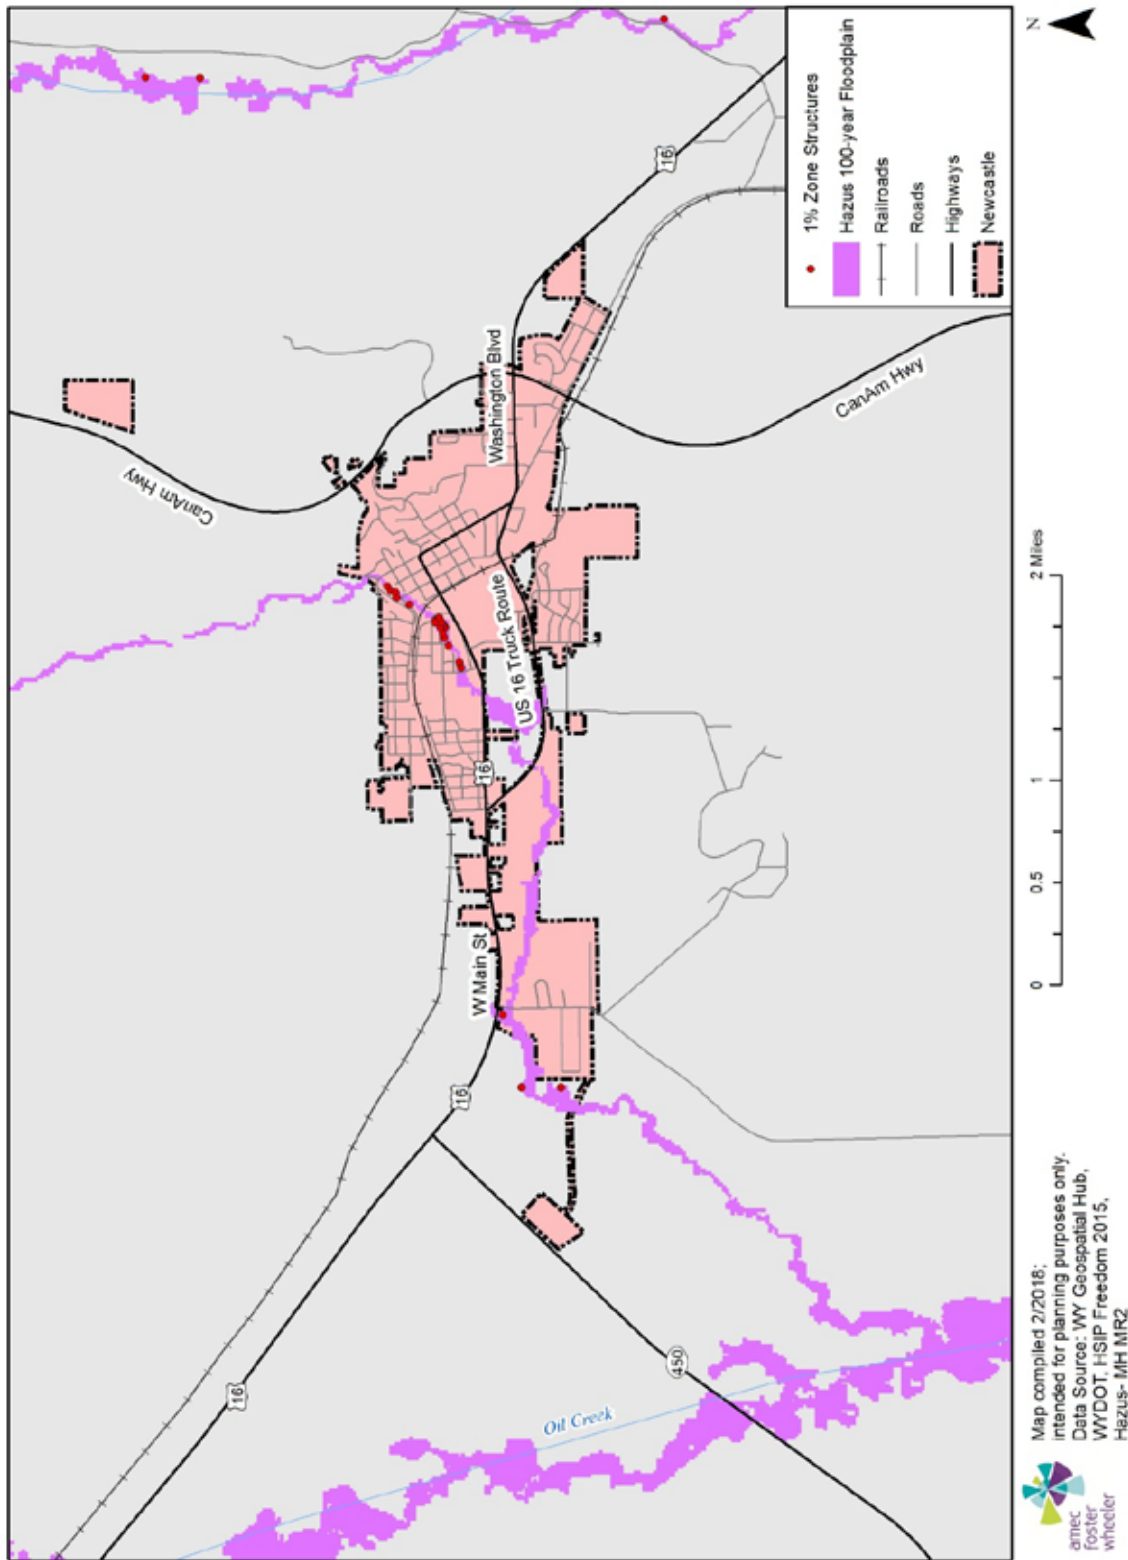 CanAm Hwy
Washington Blvd
16
CanAm Hwy
US 16 Truck Route
16
W Main St
16
16
450
Oil Creek
1% Zone Structures
Hazus 100-year Floodplain
Railroads
Roads
Highways
Newcastle
N
0 0.5 1 2 Miles
amec
foster
wheeler
Map compiled 2/2018;
intended for planning purposes only.
Data Source: WY Geospatial Hub,
WYDOT, HSIP Freedom 2015,
Hazus- MH MR2